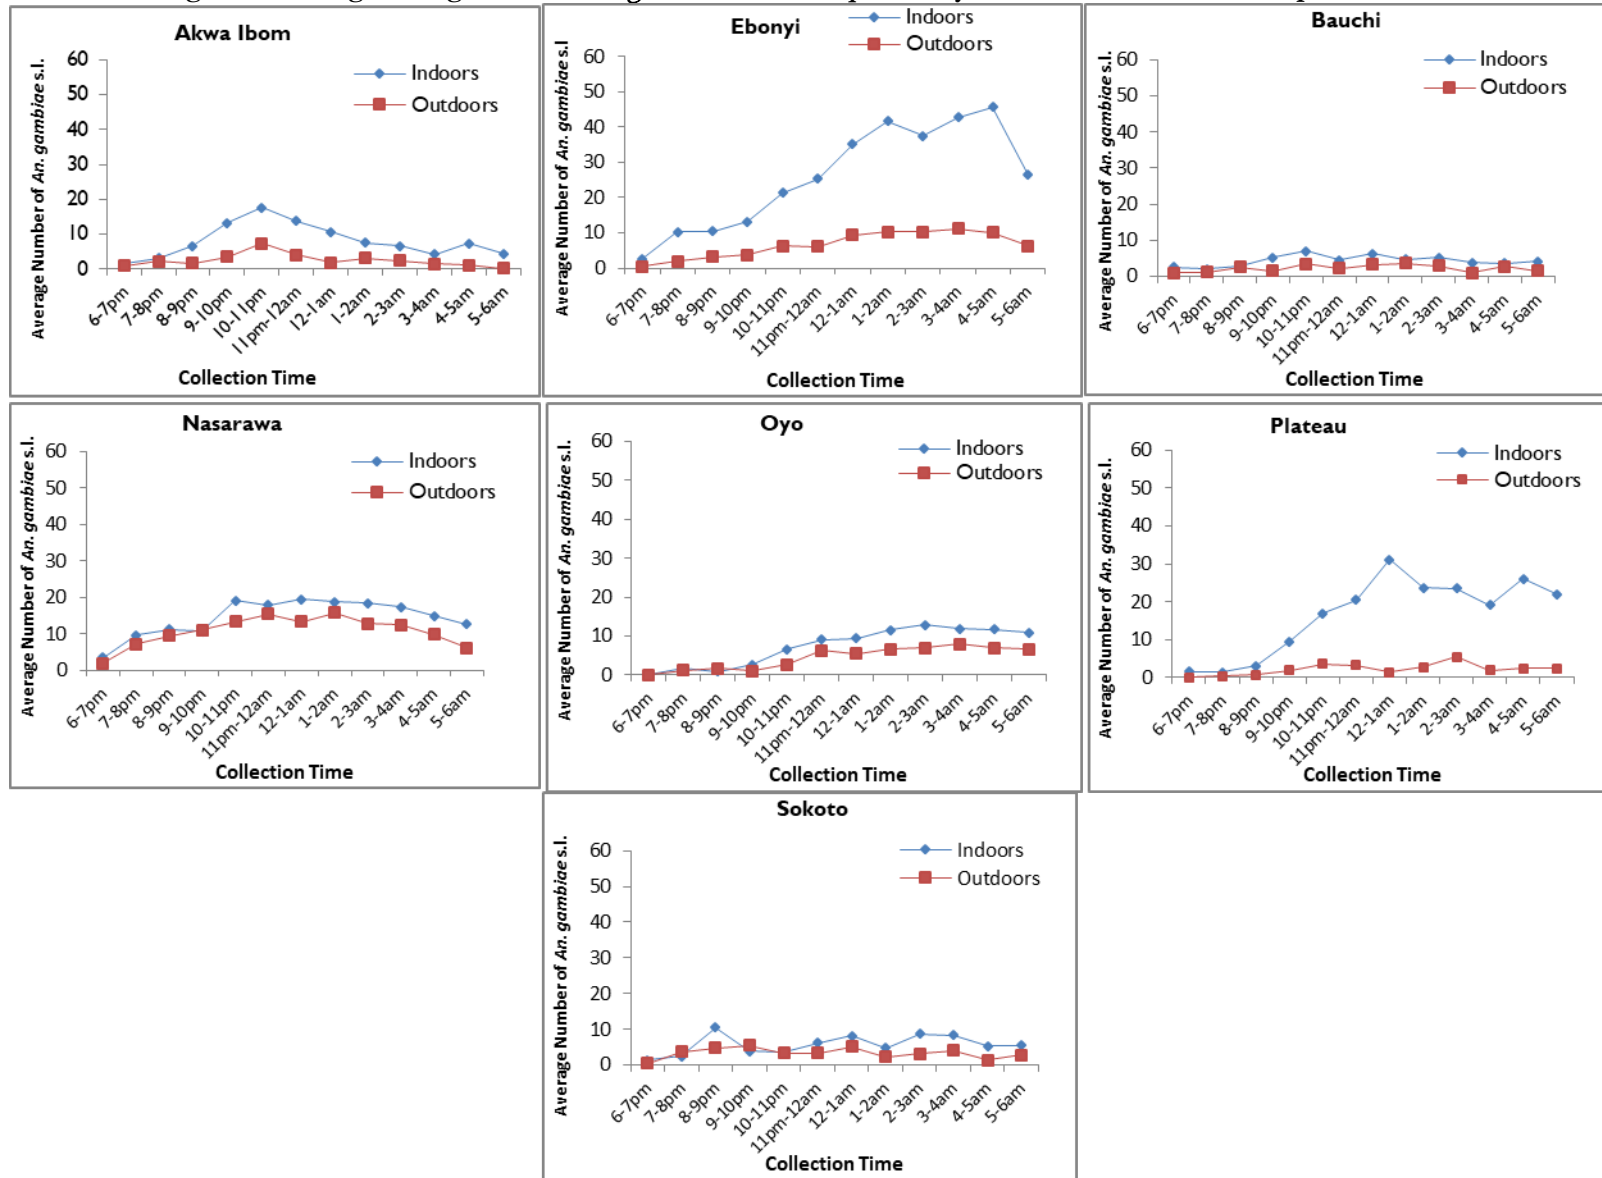 Akwa Ibom
Average Number of An. gambiae s.l.
60
50
40
30
20
10
0
Indoors
Outdoors
6-7pm
7-8pm
8-9pm
9-10pm
10-11pm
11pm-12am
12-1am
1-2am
2-3am
3-4am
4-5am
5-6am
Collection Time
Ebonyi
Average Number of An. gambiae s.l.
60
50
40
30
20
10
0
Indoors
Outdoors
6-7pm
7-8pm
8-9pm
9-10pm
10-11pm
11pm-12am
12-1am
1-2am
2-3am
3-4am
4-5am
5-6am
Collection Time
Bauchi
Average Number of An. gambiae s.l.
60
50
40
30
20
10
0
Indoors
Outdoors
6-7pm
7-8pm
8-9pm
9-10pm
10-11pm
11pm-12am
12-1am
1-2am
2-3am
3-4am
4-5am
5-6am
Collection Time
Nasarawa
Average Number of An. gambiae s.l.
60
50
40
30
20
10
0
Indoors
Outdoors
6-7pm
7-8pm
8-9pm
9-10pm
10-11pm
11pm-12am
12-1am
1-2am
2-3am
3-4am
4-5am
5-6am
Collection Time
Oyo
Average Number of An. gambiae s.l.
60
50
40
30
20
10
0
Indoors
Outdoors
6-7pm
7-8pm
8-9pm
9-10pm
10-11pm
11pm-12am
12-1am
1-2am
2-3am
3-4am
4-5am
5-6am
Collection Time
Plateau
Average Number of An. gambiae s.l.
60
50
40
30
20
10
0
Indoors
Outdoors
6-7pm
7-8pm
8-9pm
9-10pm
10-11pm
11pm-12am
12-1am
1-2am
2-3am
3-4am
4-5am
5-6am
Collection Time
Sokoto
Average Number of An. gambiae s.l.
60
50
40
30
20
10
0
Indoors
Outdoors
6-7pm
7-8pm
8-9pm
9-10pm
10-11pm
11pm-12am
12-1am
1-2am
2-3am
3-4am
4-5am
5-6am
Collection Time